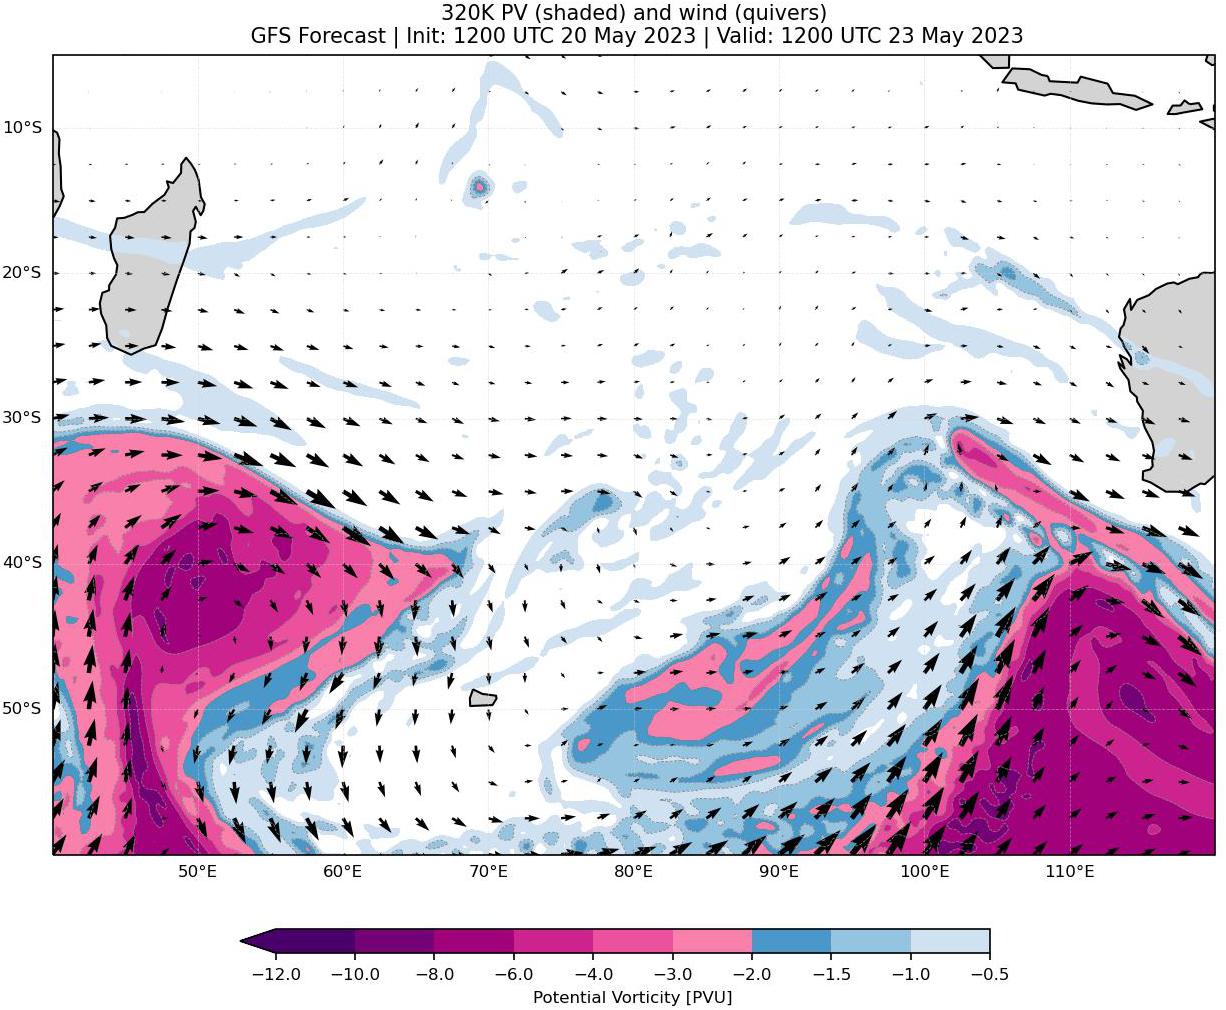 320K PV (shaded) and wind (quivers)
GFS Forecast | Init: 1200 UTC 20 May 2023 | Valid: 1200 UTC 23 May 2023
10°S
20°S
30°S
40°S
50°S
50°E 60°E 70°E 80°E 90°E 100°E 110°E
−12.0 −10.0 −8.0 −6.0 −4.0 −3.0 −2.0 −1.5 −1.0 −0.5
Potential Vorticity [PVU]